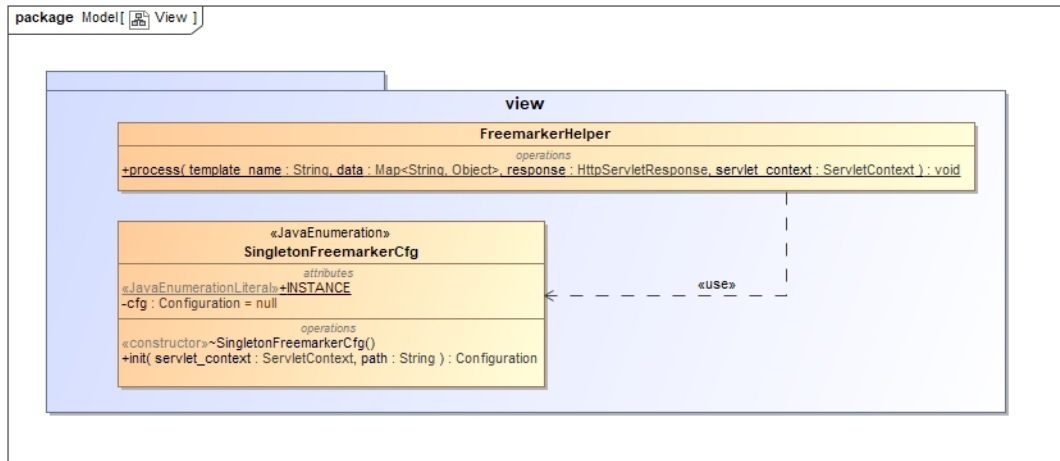 package Model[ View ]
view
FreemarkerHelper
operations
+process( template_name : String, data : Map<String, Object>, response : HttpServletResponse, servlet_context : ServletContext ) : void
«JavaEnumeration»
SingletonFreemarkerCfg
attributes
«JavaEnumerationLiteral»+INSTANCE
-cfg : Configuration = null
«use»
operations
«constructor»~SingletonFreemarkerCfg()
+init( servlet_context : ServletContext, path : String ) : Configuration